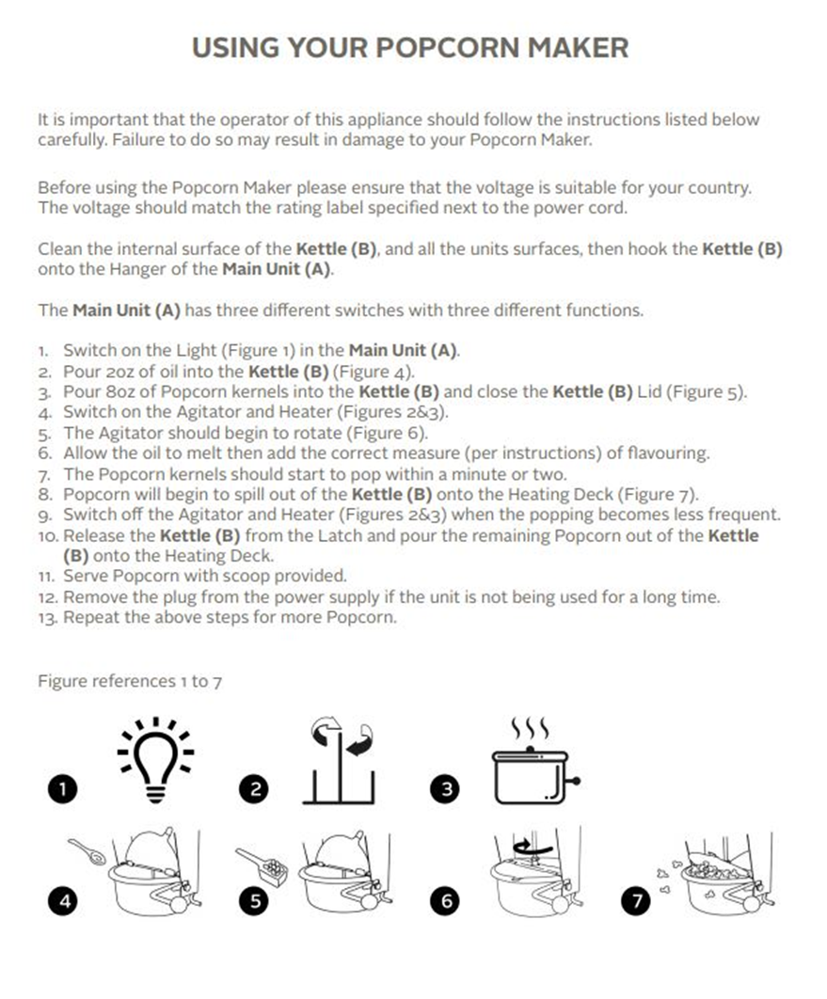 USING YOUR POPCORN MAKER
It is important that the operator of this appliance should follow the instructions listed below
carefully. Failure to do so may result in damage to your Popcorn Maker.
Before using the Popcorn Maker please ensure that the voltage is suitable for your country.
The voltage should match the rating label specified next to the power cord.
Clean the internal surface of the Kettle (B), and all the units surfaces, then hook the Kettle (B)
onto the Hanger of the Main Unit (A).
The Main Unit (A) has three different switches with three different functions.
1. Switch on the Light (Figure 1) in the Main Unit (A).
2. Pour 2oz of oil into the Kettle (B) (Figure 4).
3. Pour 8oz of Popcorn kernels into the Kettle (B) and close the Kettle (B) Lid (Figure 5).
4. Switch on the Agitator and Heater (Figures 2&3).
5. The Agitator should begin to rotate (Figure 6).
6. Allow the oil to melt then add the correct measure (per instructions) of flavouring.
7. The Popcorn kernels should start to pop within a minute or two.
8. Popcorn will begin to spill out of the Kettle (B) onto the Heating Deck (Figure 7).
9. Switch off the Agitator and Heater (Figures 2&3) when the popping becomes less frequent.
10. Release the Kettle (B) from the Latch and pour the remaining Popcorn out of the Kettle
(B) onto the Heating Deck.
11. Serve Popcorn with scoop provided.
12. Remove the plug from the power supply if the unit is not being used for a long time.
13. Repeat the above steps for more Popcorn.
Figure references 1 to 7
1 2 3
4 5 6 7